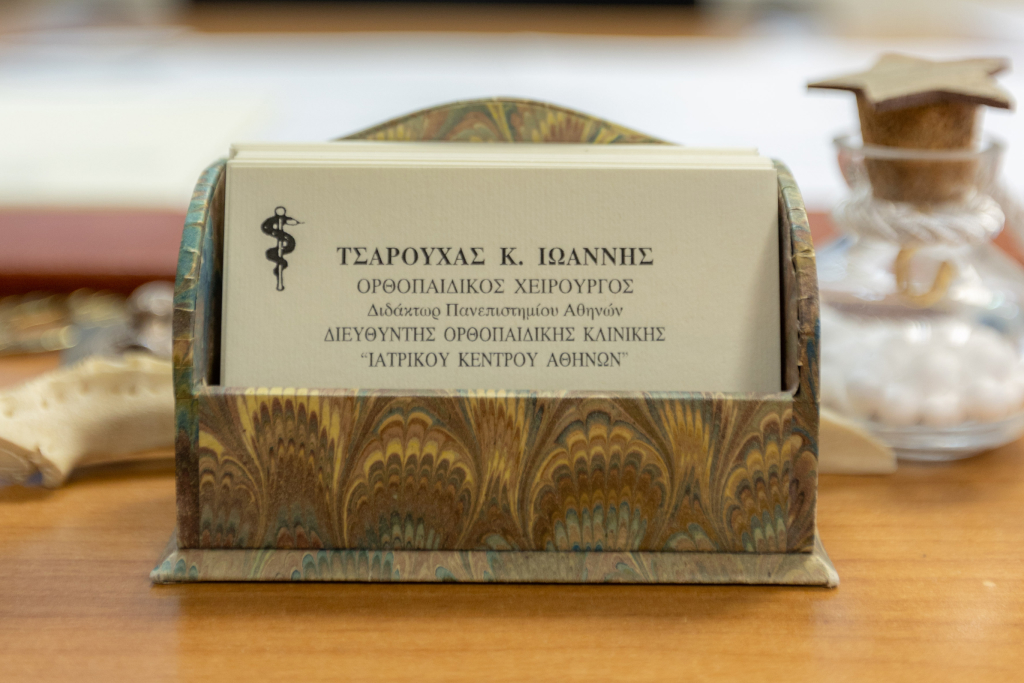 ΤΣΑΡΟΥΧΑΣ Κ. ΙΩΑΝΝΗΣ
ΟΡΘΟΠΑΙΔΙΚΟΣ ΧΕΙΡΟΥΡΓΟΣ
Διδάκτωρ Πανεπιστημίου Αθηνών
ΔΙΕΥΘΥΝΤΗΣ ΟΡΘΟΠΑΙΔΙΚΗΣ ΚΛΙΝΙΚΗΣ
“ΙΑΤΡΙΚΟΥ ΚΕΝΤΡΟΥ ΑΘΗΝΩΝ”